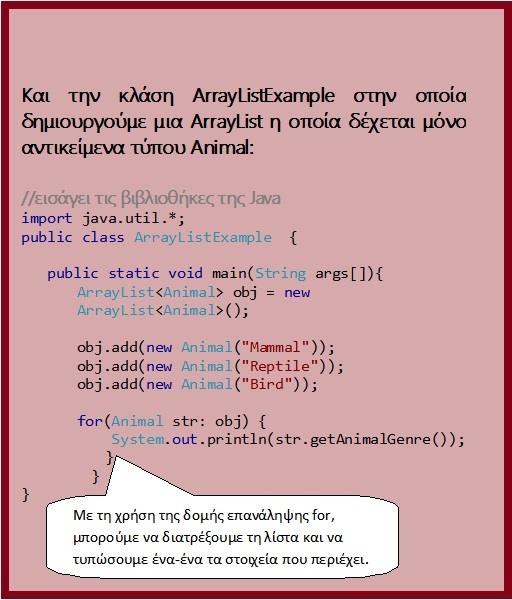 Και την κλάση ArrayListExample στην οποία
δημιουργούμε μια ArrayList η οποία δέχεται μόνο
αντικείμενα τύπου Animal:
//εισάγει τις βιβλιοθήκες της Java
import java.util.*;
public class ArrayListExample  {
public static void main(String args[]){
ArrayList<Animal> obj = new
ArrayList<Animal>();
obj.add(new Animal("Mammal"));
obj.add(new Animal("Reptile"));
obj.add(new Animal("Bird"));
for(Animal str: obj) {
System.out.println(str.getAnimalGenre());
}
}
}
Με τη χρήση της δομής επανάληψης for,
μπορούμε να διατρέξουμε τη λίστα και να
τυπώσουμε ένα-ένα τα στοιχεία που περιέχει.